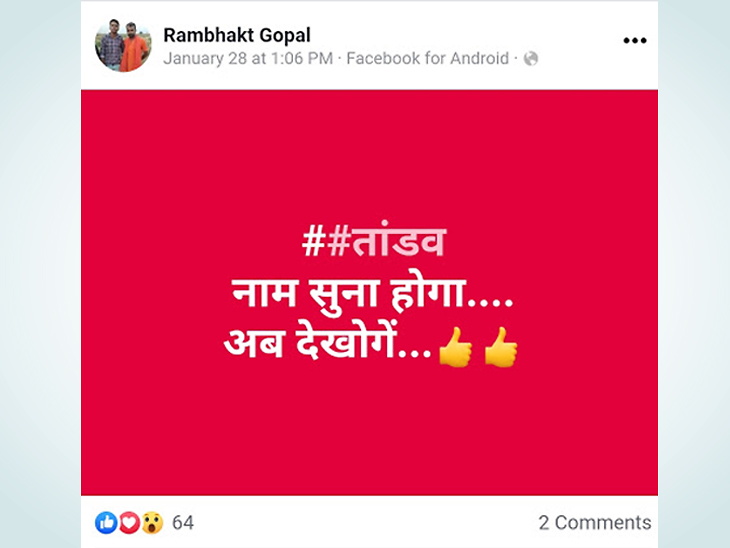 Rambhakt Gopal
January 28 at 1:06 PM · Facebook for Android ·
##तांडव
नाम सुना होगा....
अब देखोगें...👍👍
64
2 Comments